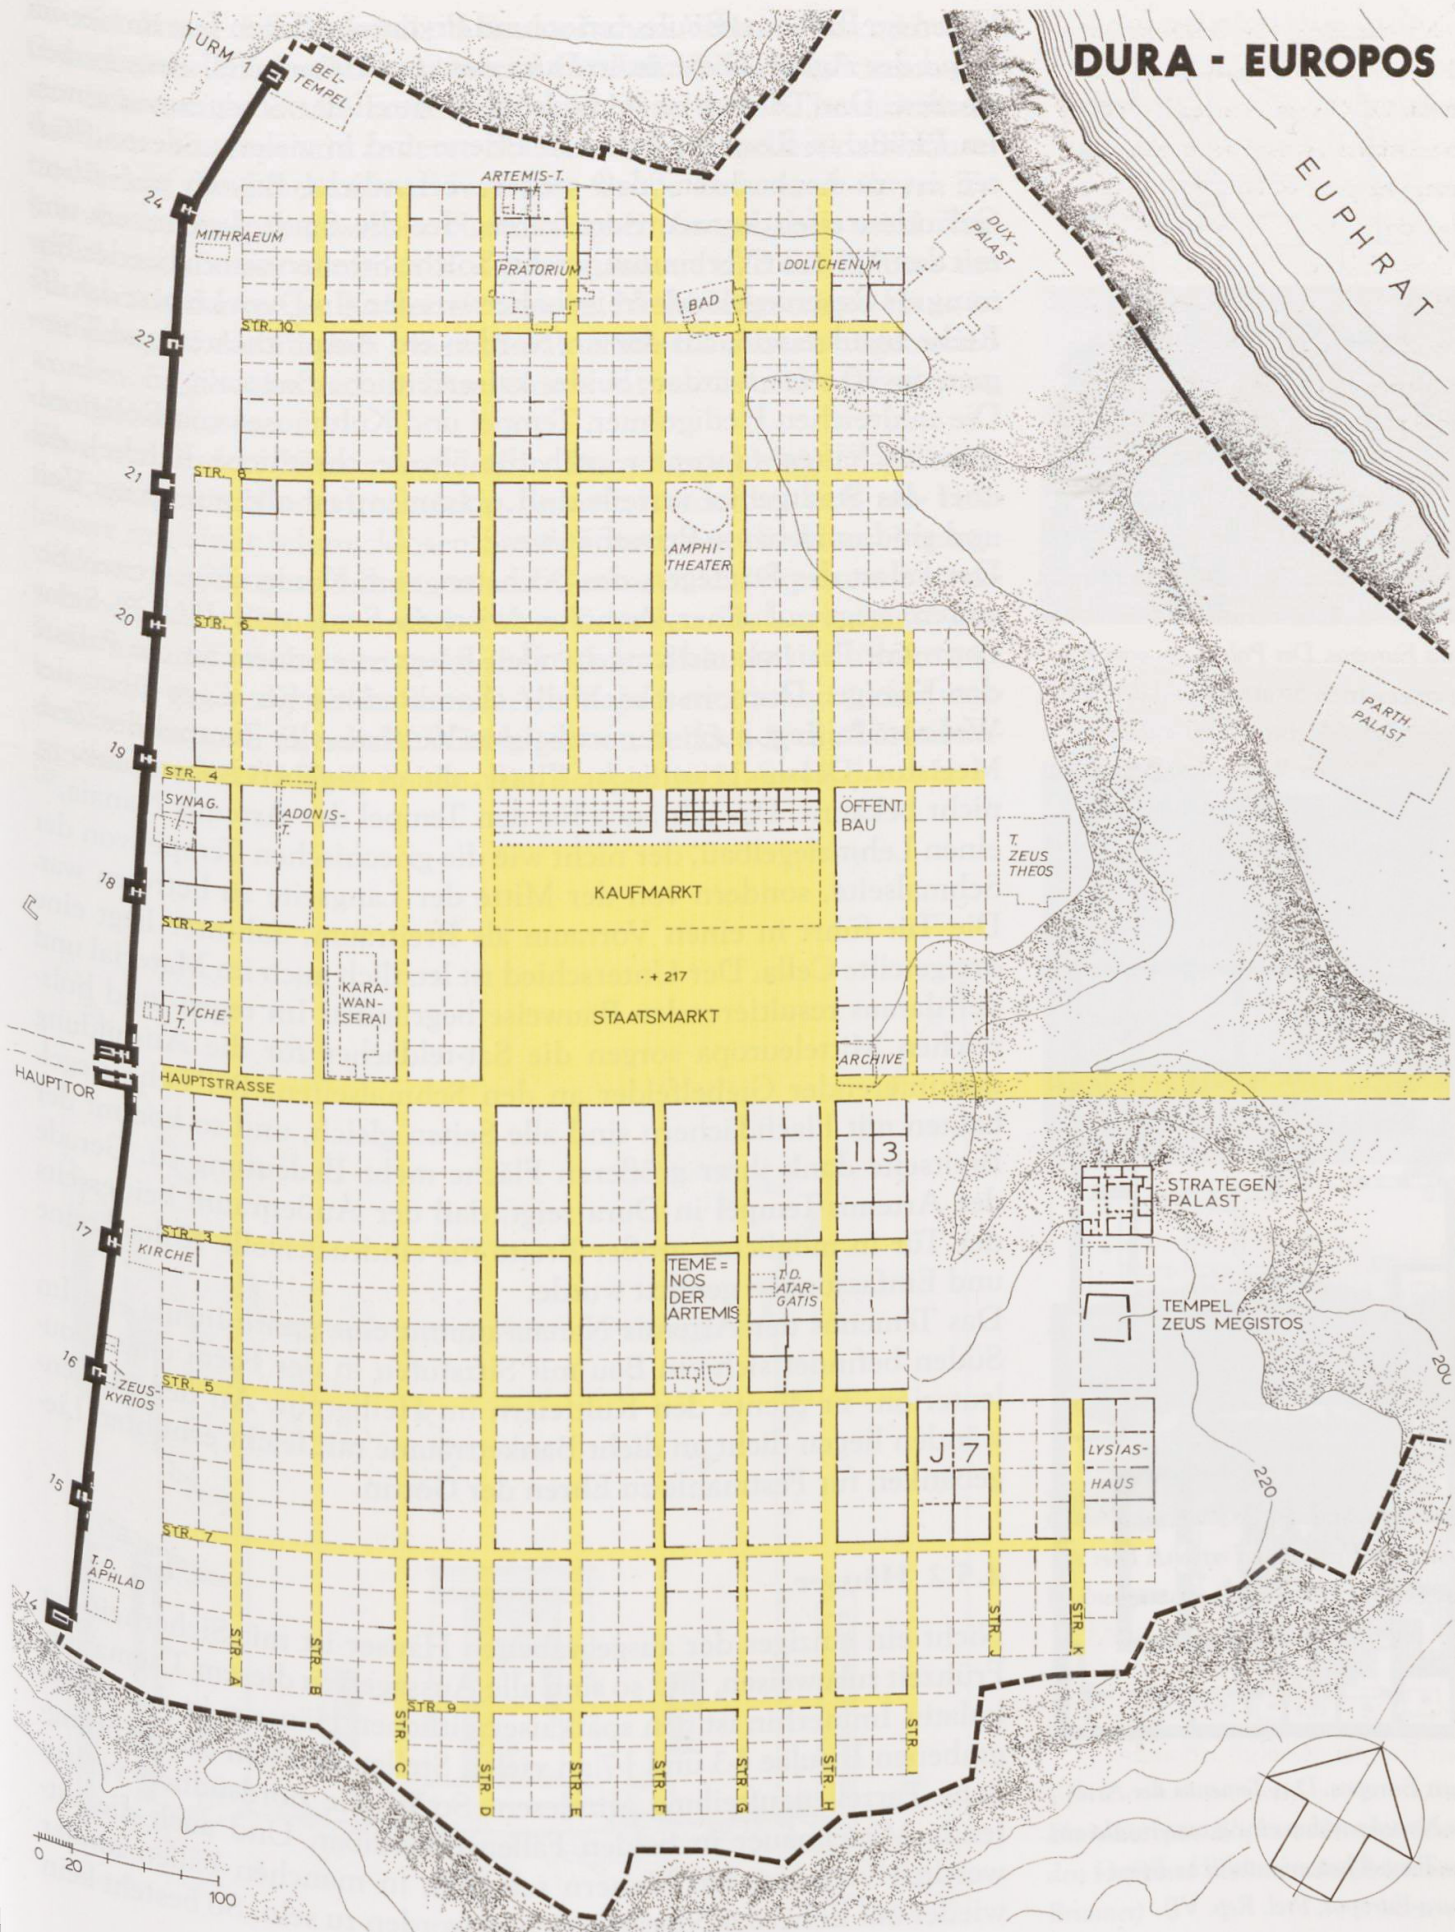 DURA - EUROPOS
TURM 1
BEL-
TEMPEL
EUPHRAT
24
MITHRAEUM
ARTEMIS-T.
PRÄTORIUM
DUX-
PALAST
DOLICHENUM
BAD
STR. 10
22
21
STR. 8
AMPHI-
THEATER
20
STR. 6
PARTH.
PALAST
19
STR. 4
SYNAG.
ADONIS-
T.
ÖFFENTL.
BAU
T.
ZEUS
THEOS
18
KAUFMARKT
STR. 2
+ 217
KARA-
WAN-
SERAI
TYCHE
T.
STAATSMARKT
ARCHIVE
HAUPTTOR
HAUPTSTRASSE
I 3
STRATEGEN
PALAST
17
STR. 3
KIRCHE
TEME=
NOS
DER
ARTEMIS
T.D.
ATAR-
GATIS
TEMPEL
ZEUS MEGISTOS
16
ZEUS-
KYRIOS
STR. 5
200
J 7
LYSIAS-
HAUS
220
15
STR. 7
T. D.
APHLAD
14
STR. A
STR. B
STR. J
STR. K
STR. 9
STR. C
STR. D
STR. E
STR. F
STR. G
STR. H
STR.
0
20
100